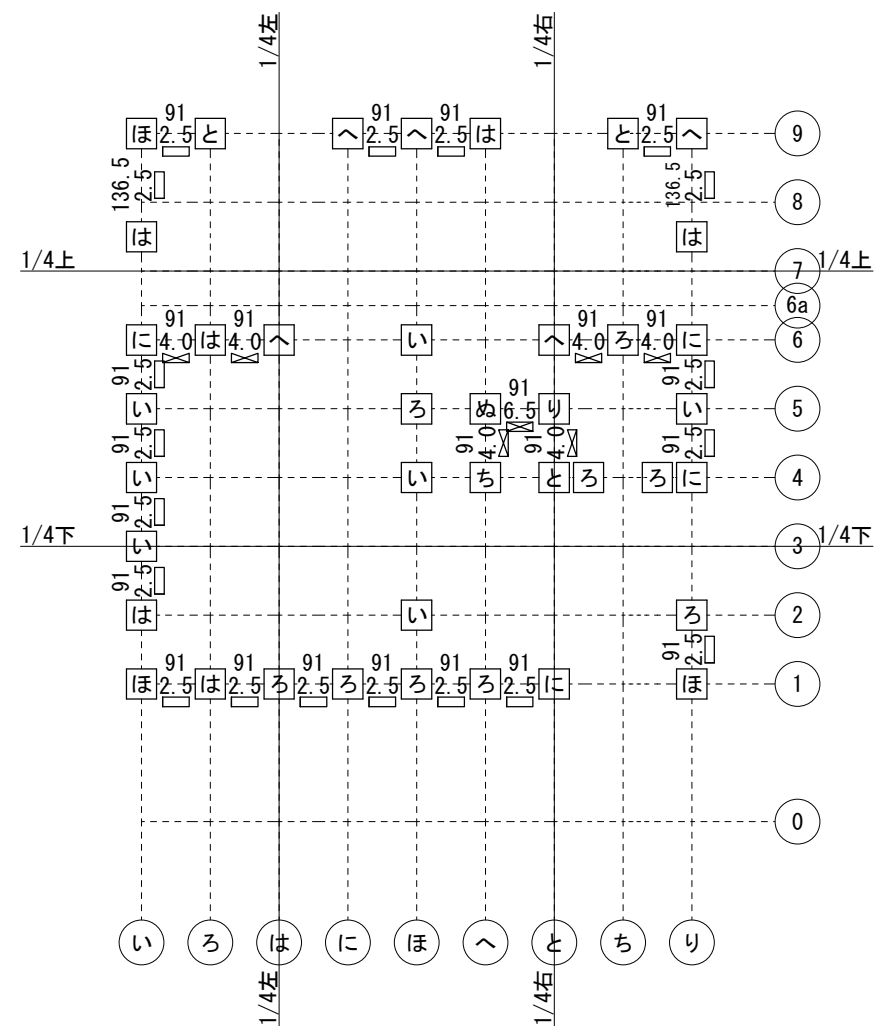 1/4左 1/4右
91 91 91 91
ほ 2.5 と へ 2.5 へ 2.5 は と 2.5 へ 9
136.5 2.5 136.5 2.5 8
は は
1/4上 7 1/4上
6a
91 91 91 91
に 4.0 は 4.0 へ い へ 4.0 ろ 4.0 に 6
91 2.5 91 2.5
91
い ろ ぬ 6.5 り い 5
91 2.5 91 4.0 91 4.0 91 2.5
い い ち と ろ ろ に 4
91 2.5
1/4下 い 3 1/4下
91 2.5
は い ろ 2
91 2.5
91 91 91 91 91 91
ほ 2.5 は 2.5 ろ 2.5 ろ 2.5 ろ 2.5 ろ 2.5 に ほ 1
0
い ろ は に ほ へ と ち り
1/4左 1/4右